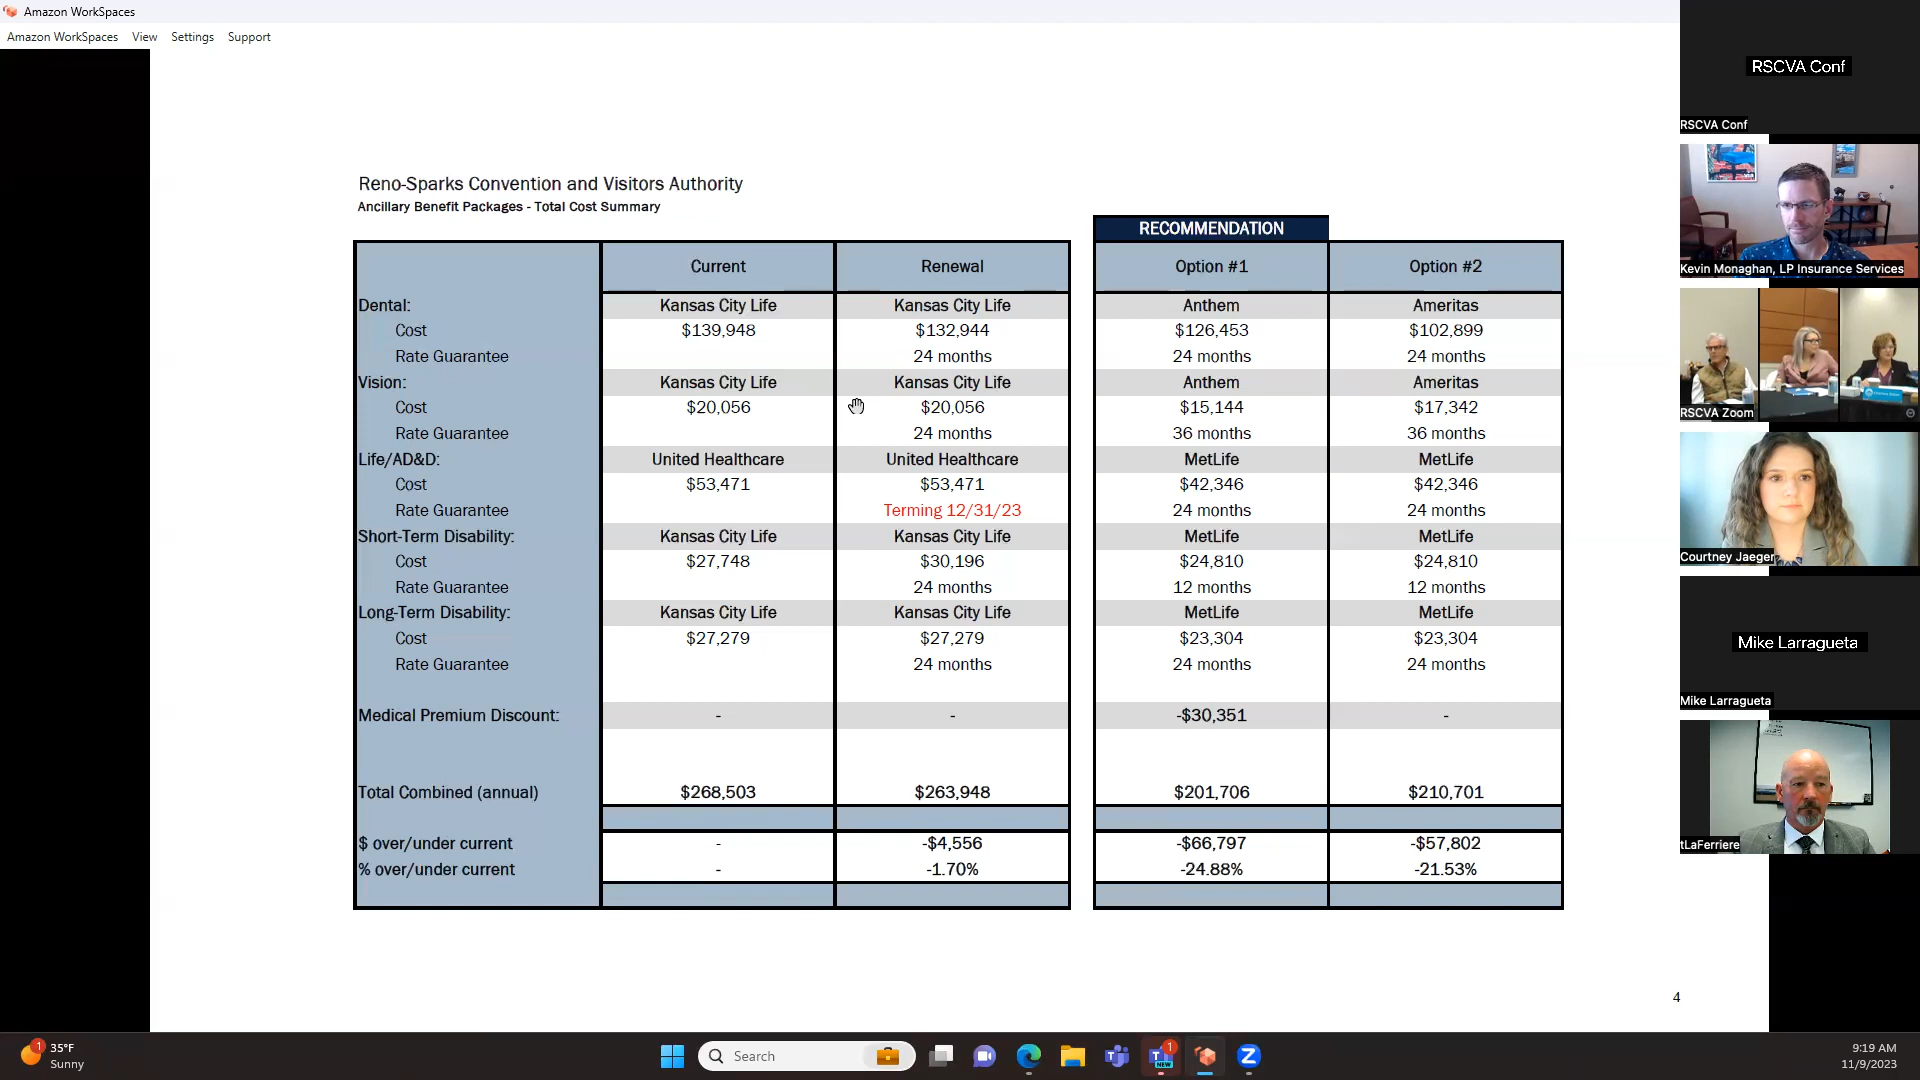 Amazon WorkSpaces
Amazon WorkSpaces View Settings Support
Reno-Sparks Convention and Visitors Authority
Ancillary Benefit Packages - Total Cost Summary
RECOMMENDATION
Current Renewal Option #1 Option #2
Dental: Kansas City Life Kansas City Life Anthem Ameritas
Cost $139,948 $132,944 $126,453 $102,899
Rate Guarantee 24 months 24 months 24 months
Vision: Kansas City Life Kansas City Life Anthem Ameritas
Cost $20,056 $20,056 $15,144 $17,342
Rate Guarantee 24 months 36 months 36 months
Life/AD&D: United Healthcare United Healthcare MetLife MetLife
Cost $53,471 $53,471 $42,346 $42,346
Rate Guarantee Terming 12/31/23 24 months 24 months
Short-Term Disability: Kansas City Life Kansas City Life MetLife MetLife
Cost $27,748 $30,196 $24,810 $24,810
Rate Guarantee 24 months 12 months 12 months
Long-Term Disability: Kansas City Life Kansas City Life MetLife MetLife
Cost $27,279 $27,279 $23,304 $23,304
Rate Guarantee 24 months 24 months 24 months
Medical Premium Discount: - - -$30,351 -
Total Combined (annual) $268,503 $263,948 $201,706 $210,701
$ over/under current - -$4,556 -$66,797 -$57,802
% over/under current - -1.70% -24.88% -21.53%
4
RSCVA Conf
RSCVA Conf
Kevin Monaghan, LP Insurance Services
RSCVA Zoom
Courtney Jaeger
Mike Larragueta
Mike Larragueta
tLaFerriere
1
35°F
Sunny
Search
1
NEW
9:19 AM
11/9/2023